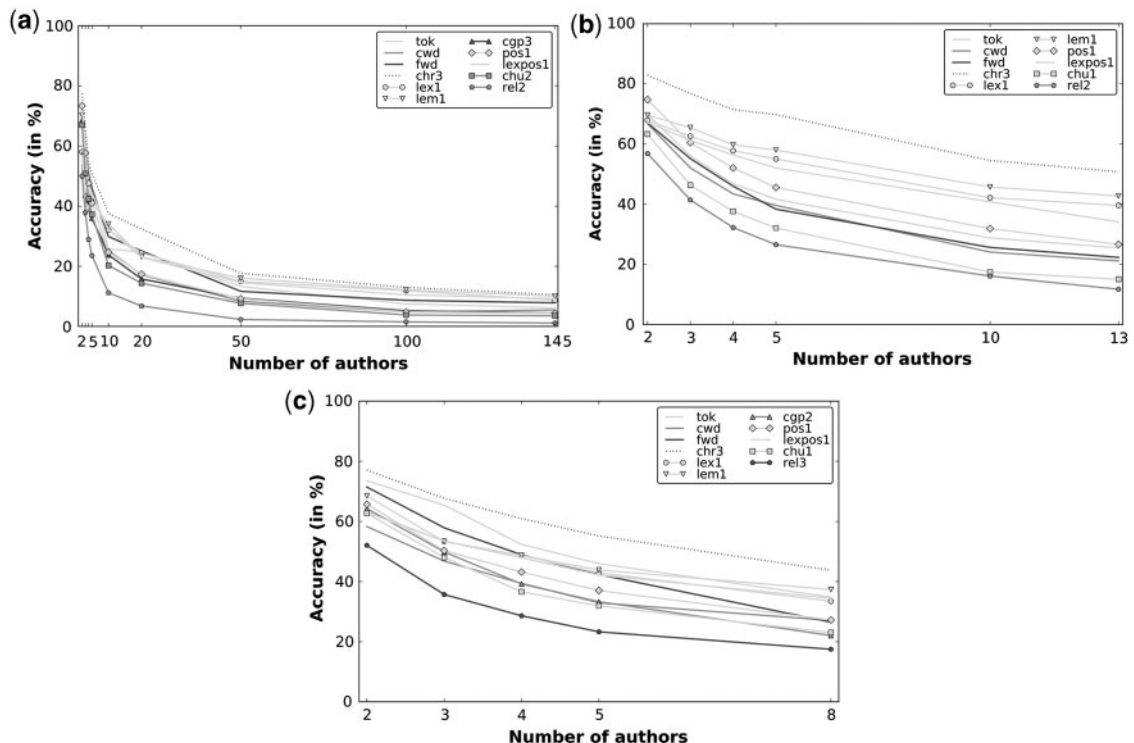 (a)
100
80
60
40
20
0
Accuracy (in %)
tok
cwd
fwd
chr3
lex1
lem1
cgp3
pos1
lexpos1
chu2
rel2
2 5 10 20 50 100 145
Number of authors
(b)
100
80
60
40
20
0
Accuracy (in %)
tok
cwd
fwd
chr3
lex1
lem1
pos1
lexpos1
chu1
rel2
2 3 4 5 10 13
Number of authors
(c)
100
80
60
40
20
0
Accuracy (in %)
tok
cwd
fwd
chr3
lex1
lem1
cgp2
pos1
lexpos1
chu1
rel3
2 3 4 5 8
Number of authors